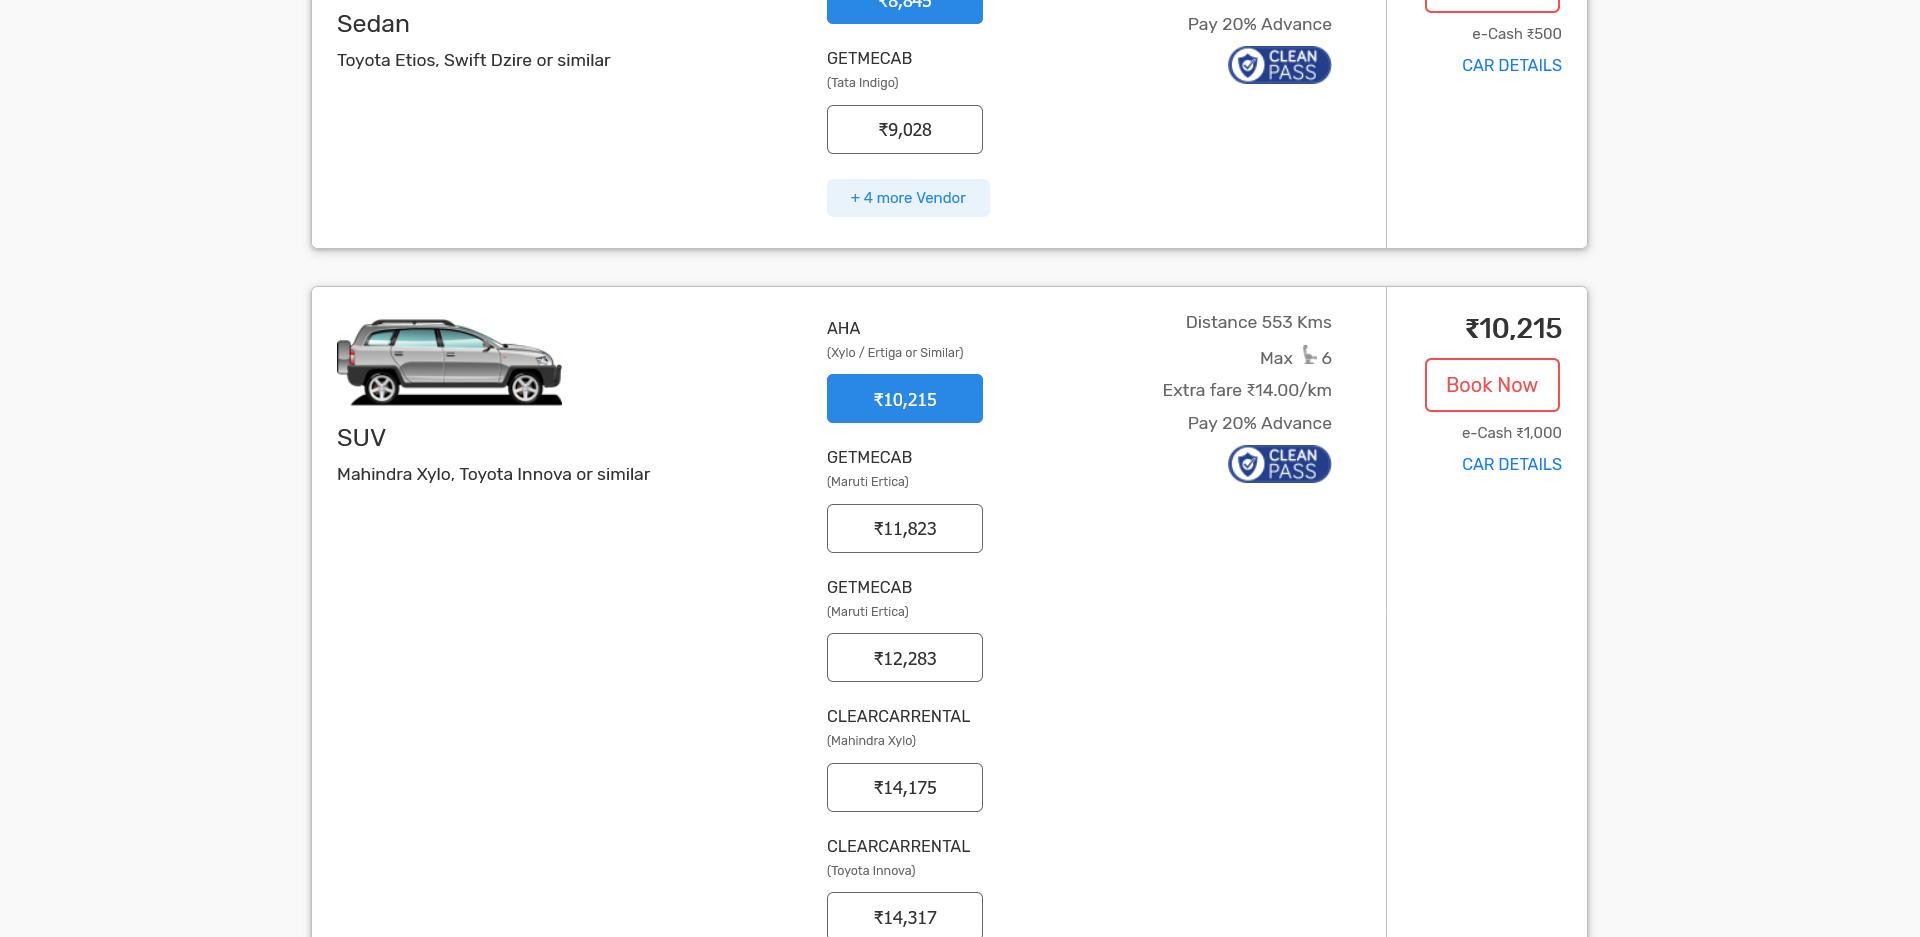 Sedan
Toyota Etios, Swift Dzire or similar
₹8,845
GETMECAB
(Tata Indigo)
₹9,028
+ 4 more Vendor
Pay 20% Advance
CLEAN
PASS
e-Cash ₹500
CAR DETAILS
SUV
Mahindra Xylo, Toyota Innova or similar
AHA
(Xylo / Ertiga or Similar)
₹10,215
GETMECAB
(Maruti Ertica)
₹11,823
GETMECAB
(Maruti Ertica)
₹12,283
CLEARCARRENTAL
(Mahindra Xylo)
₹14,175
CLEARCARRENTAL
(Toyota Innova)
₹14,317
Distance 553 Kms
Max 6
Extra fare ₹14.00/km
Pay 20% Advance
CLEAN
PASS
₹10,215
Book Now
e-Cash ₹1,000
CAR DETAILS